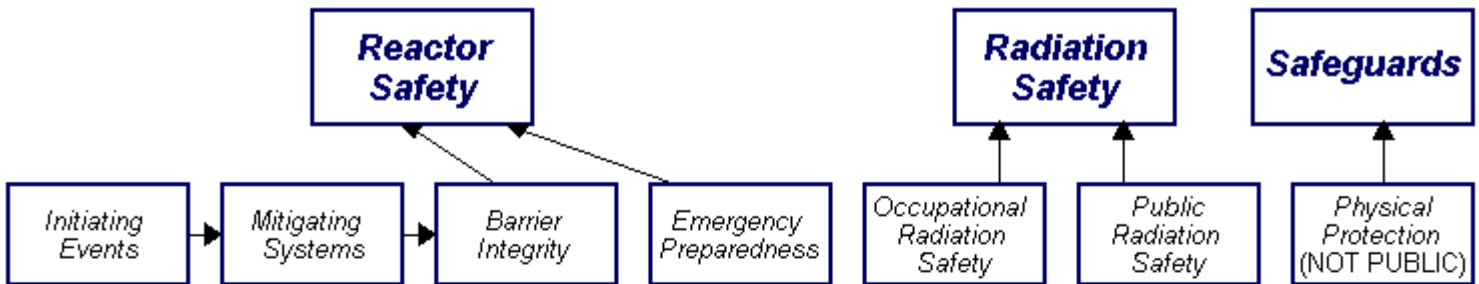 Reactor
Safety
Radiation
Safety
Safeguards
Initiating
Events
Mitigating
Systems
Barrier
Integrity
Emergency
Preparedness
Occupational
Radiation
Safety
Public
Radiation
Safety
Physical
Protection
(NOT PUBLIC)